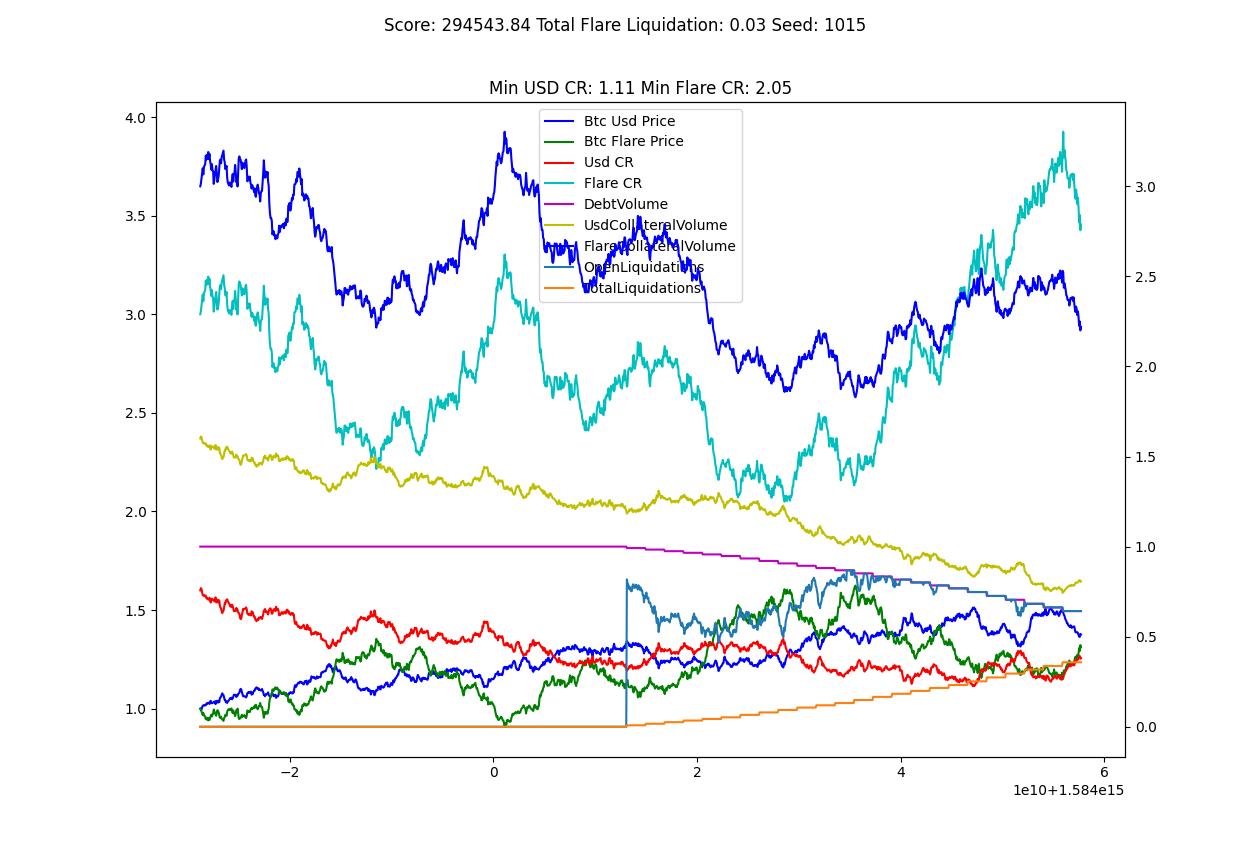 Score: 294543.84 Total Flare Liquidation: 0.03 Seed: 1015
Min USD CR: 1.11 Min Flare CR: 2.05
4.0
3.5
3.0
2.5
2.0
1.5
1.0
Btc Usd Price
Btc Flare Price
Usd CR
Flare CR
DebtVolume
UsdCollateralVolume
FlareCollateralVolume
OpenLiquidations
TotalLiquidations
3.0
2.5
2.0
1.5
1.0
0.5
0.0
−2 0 2 4 6
1e10+1.584e15